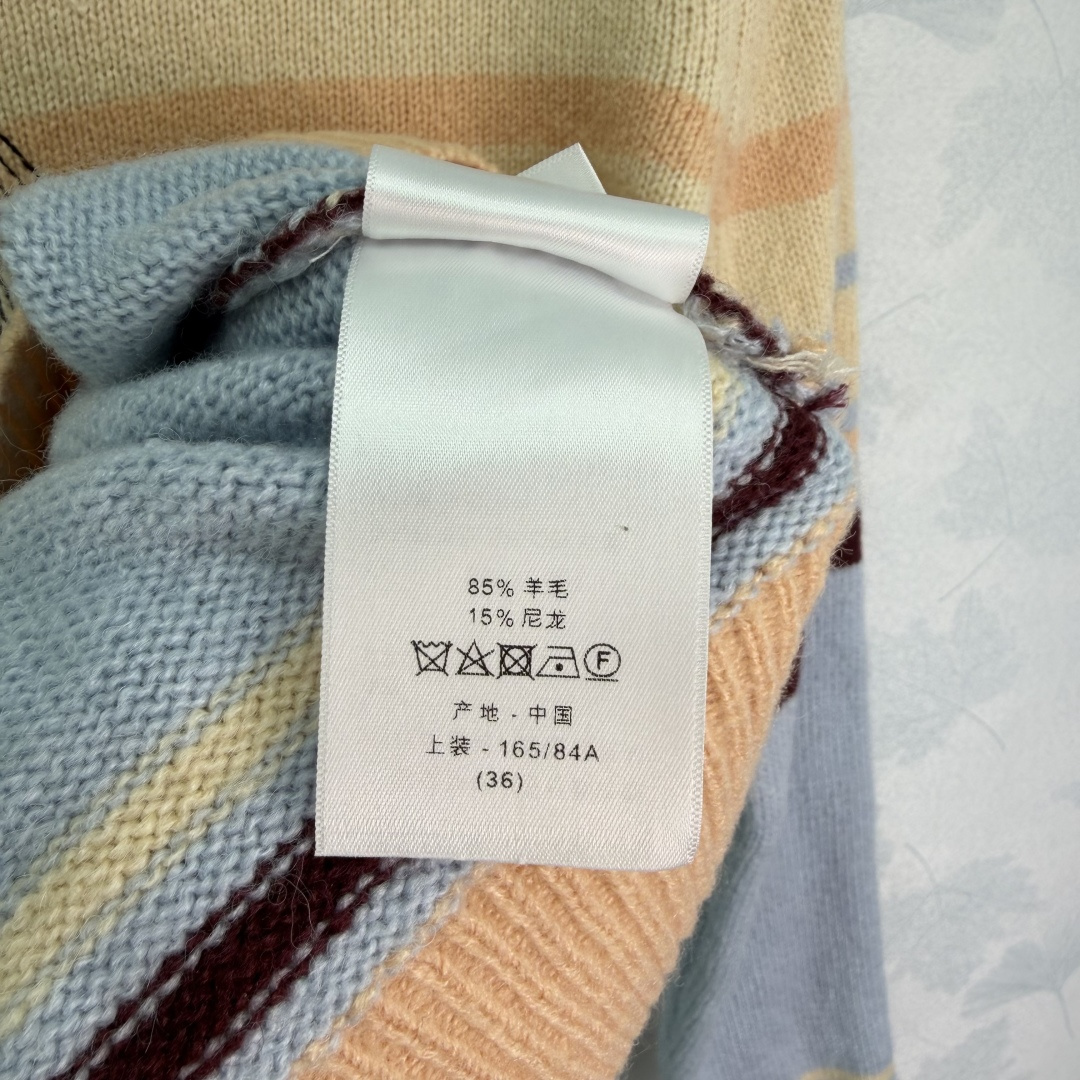 85% 羊毛
15% 尼龙
F
产地 - 中国
上装 - 165/84A
(36)